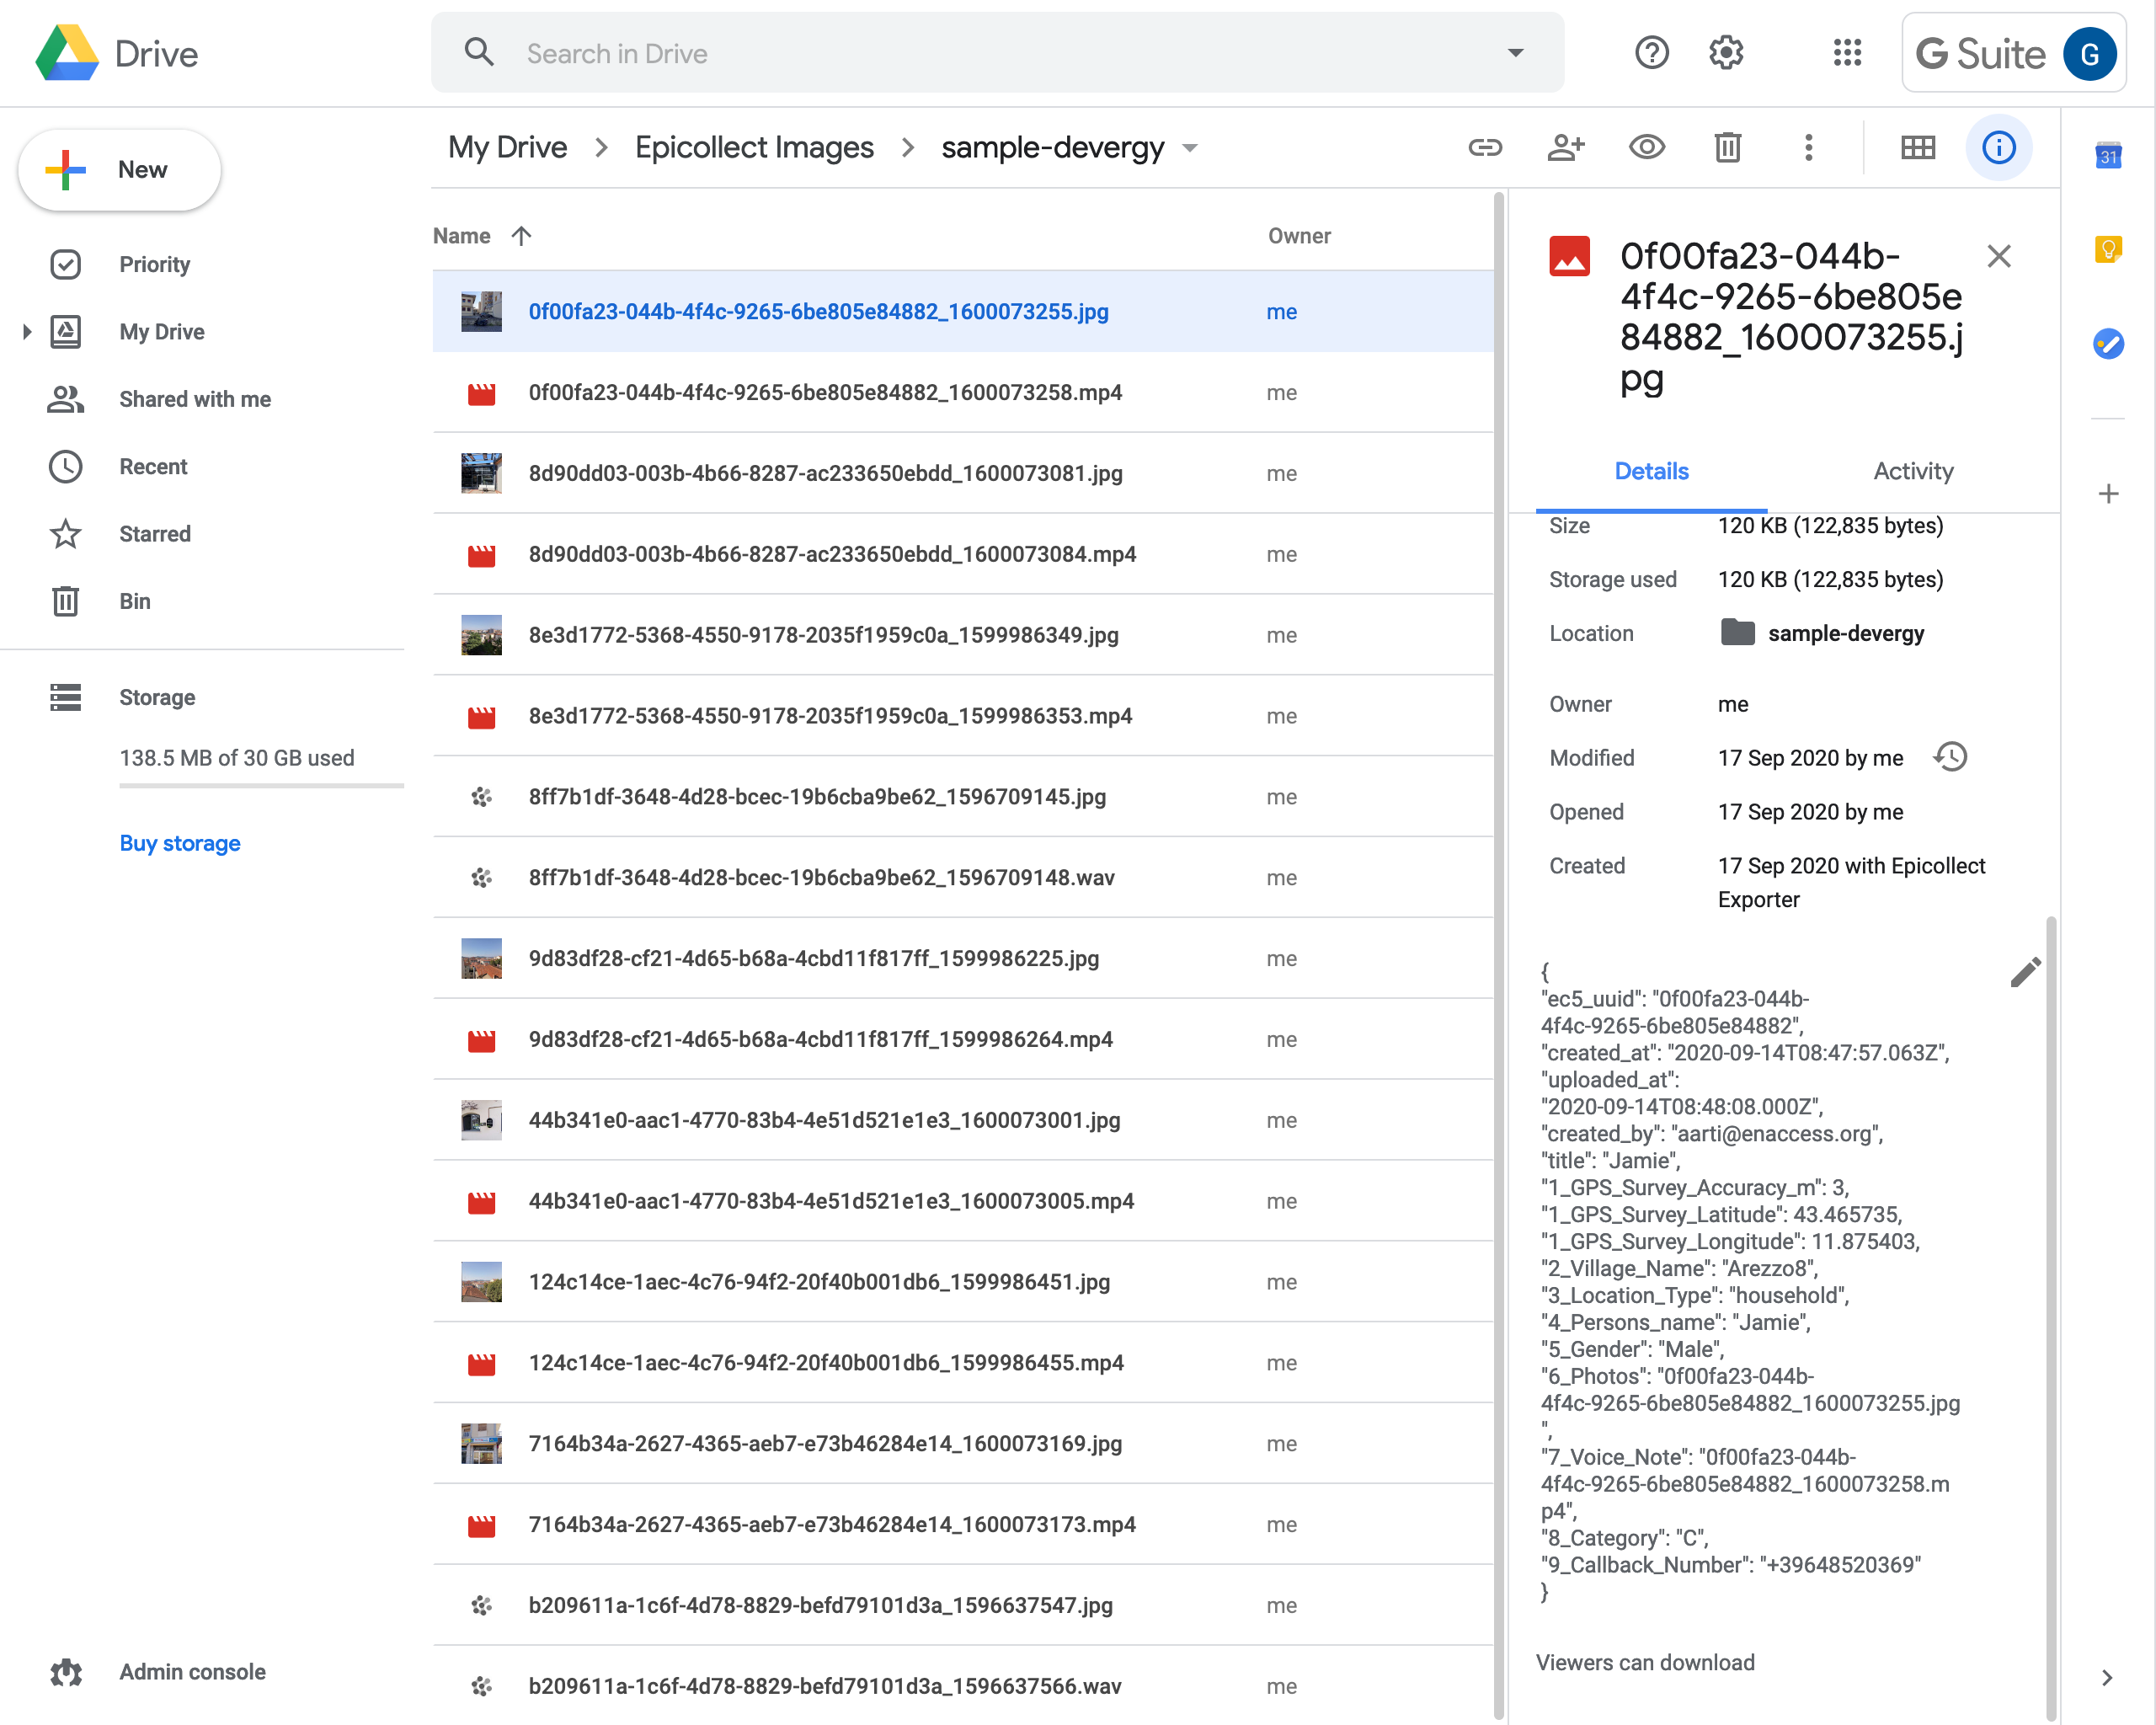 Drive
Search in Drive
G Suite
G
New
Priority
My Drive
Shared with me
Recent
Starred
Bin
Storage
138.5 MB of 30 GB used
Buy storage
Admin console
My Drive
Epicollect Images
sample-devergy
31
Name
Owner
0f00fa23-044b-4f4c-9265-6be805e84882_1600073255.jpg me
0f00fa23-044b-4f4c-9265-6be805e84882_1600073258.mp4 me
8d90dd03-003b-4b66-8287-ac233650ebdd_1600073081.jpg me
8d90dd03-003b-4b66-8287-ac233650ebdd_1600073084.mp4 me
8e3d1772-5368-4550-9178-2035f1959c0a_1599986349.jpg me
8e3d1772-5368-4550-9178-2035f1959c0a_1599986353.mp4 me
8ff7b1df-3648-4d28-bcec-19b6cba9be62_1596709145.jpg me
8ff7b1df-3648-4d28-bcec-19b6cba9be62_1596709148.wav me
9d83df28-cf21-4d65-b68a-4cbd11f817ff_1599986225.jpg me
9d83df28-cf21-4d65-b68a-4cbd11f817ff_1599986264.mp4 me
44b341e0-aac1-4770-83b4-4e51d521e1e3_1600073001.jpg me
44b341e0-aac1-4770-83b4-4e51d521e1e3_1600073005.mp4 me
124c14ce-1aec-4c76-94f2-20f40b001db6_1599986451.jpg me
124c14ce-1aec-4c76-94f2-20f40b001db6_1599986455.mp4 me
7164b34a-2627-4365-aeb7-e73b46284e14_1600073169.jpg me
7164b34a-2627-4365-aeb7-e73b46284e14_1600073173.mp4 me
b209611a-1c6f-4d78-8829-befd79101d3a_1596637547.jpg me
b209611a-1c6f-4d78-8829-befd79101d3a_1596637566.wav me
0f00fa23-044b-
4f4c-9265-6be805e
84882_1600073255.j
pg
Details
Activity
Size 120 KB (122,835 bytes)
Storage used 120 KB (122,835 bytes)
Location sample-devergy
Owner me
Modified 17 Sep 2020 by me
Opened 17 Sep 2020 by me
Created 17 Sep 2020 with Epicollect
Exporter
{
"ec5_uuid": "0f00fa23-044b-
4f4c-9265-6be805e84882",
"created_at": "2020-09-14T08:47:57.063Z",
"uploaded_at":
"2020-09-14T08:48:08.000Z",
"created_by": "aarti@enaccess.org",
"title": "Jamie",
"1_GPS_Survey_Accuracy_m": 3,
"1_GPS_Survey_Latitude": 43.465735,
"1_GPS_Survey_Longitude": 11.875403,
"2_Village_Name": "Arezzo8",
"3_Location_Type": "household",
"4_Persons_name": "Jamie",
"5_Gender": "Male",
"6_Photos": "0f00fa23-044b-
4f4c-9265-6be805e84882_1600073255.jpg
",
"7_Voice_Note": "0f00fa23-044b-
4f4c-9265-6be805e84882_1600073258.m
p4",
"8_Category": "C",
"9_Callback_Number": "+39648520369"
}
Viewers can download